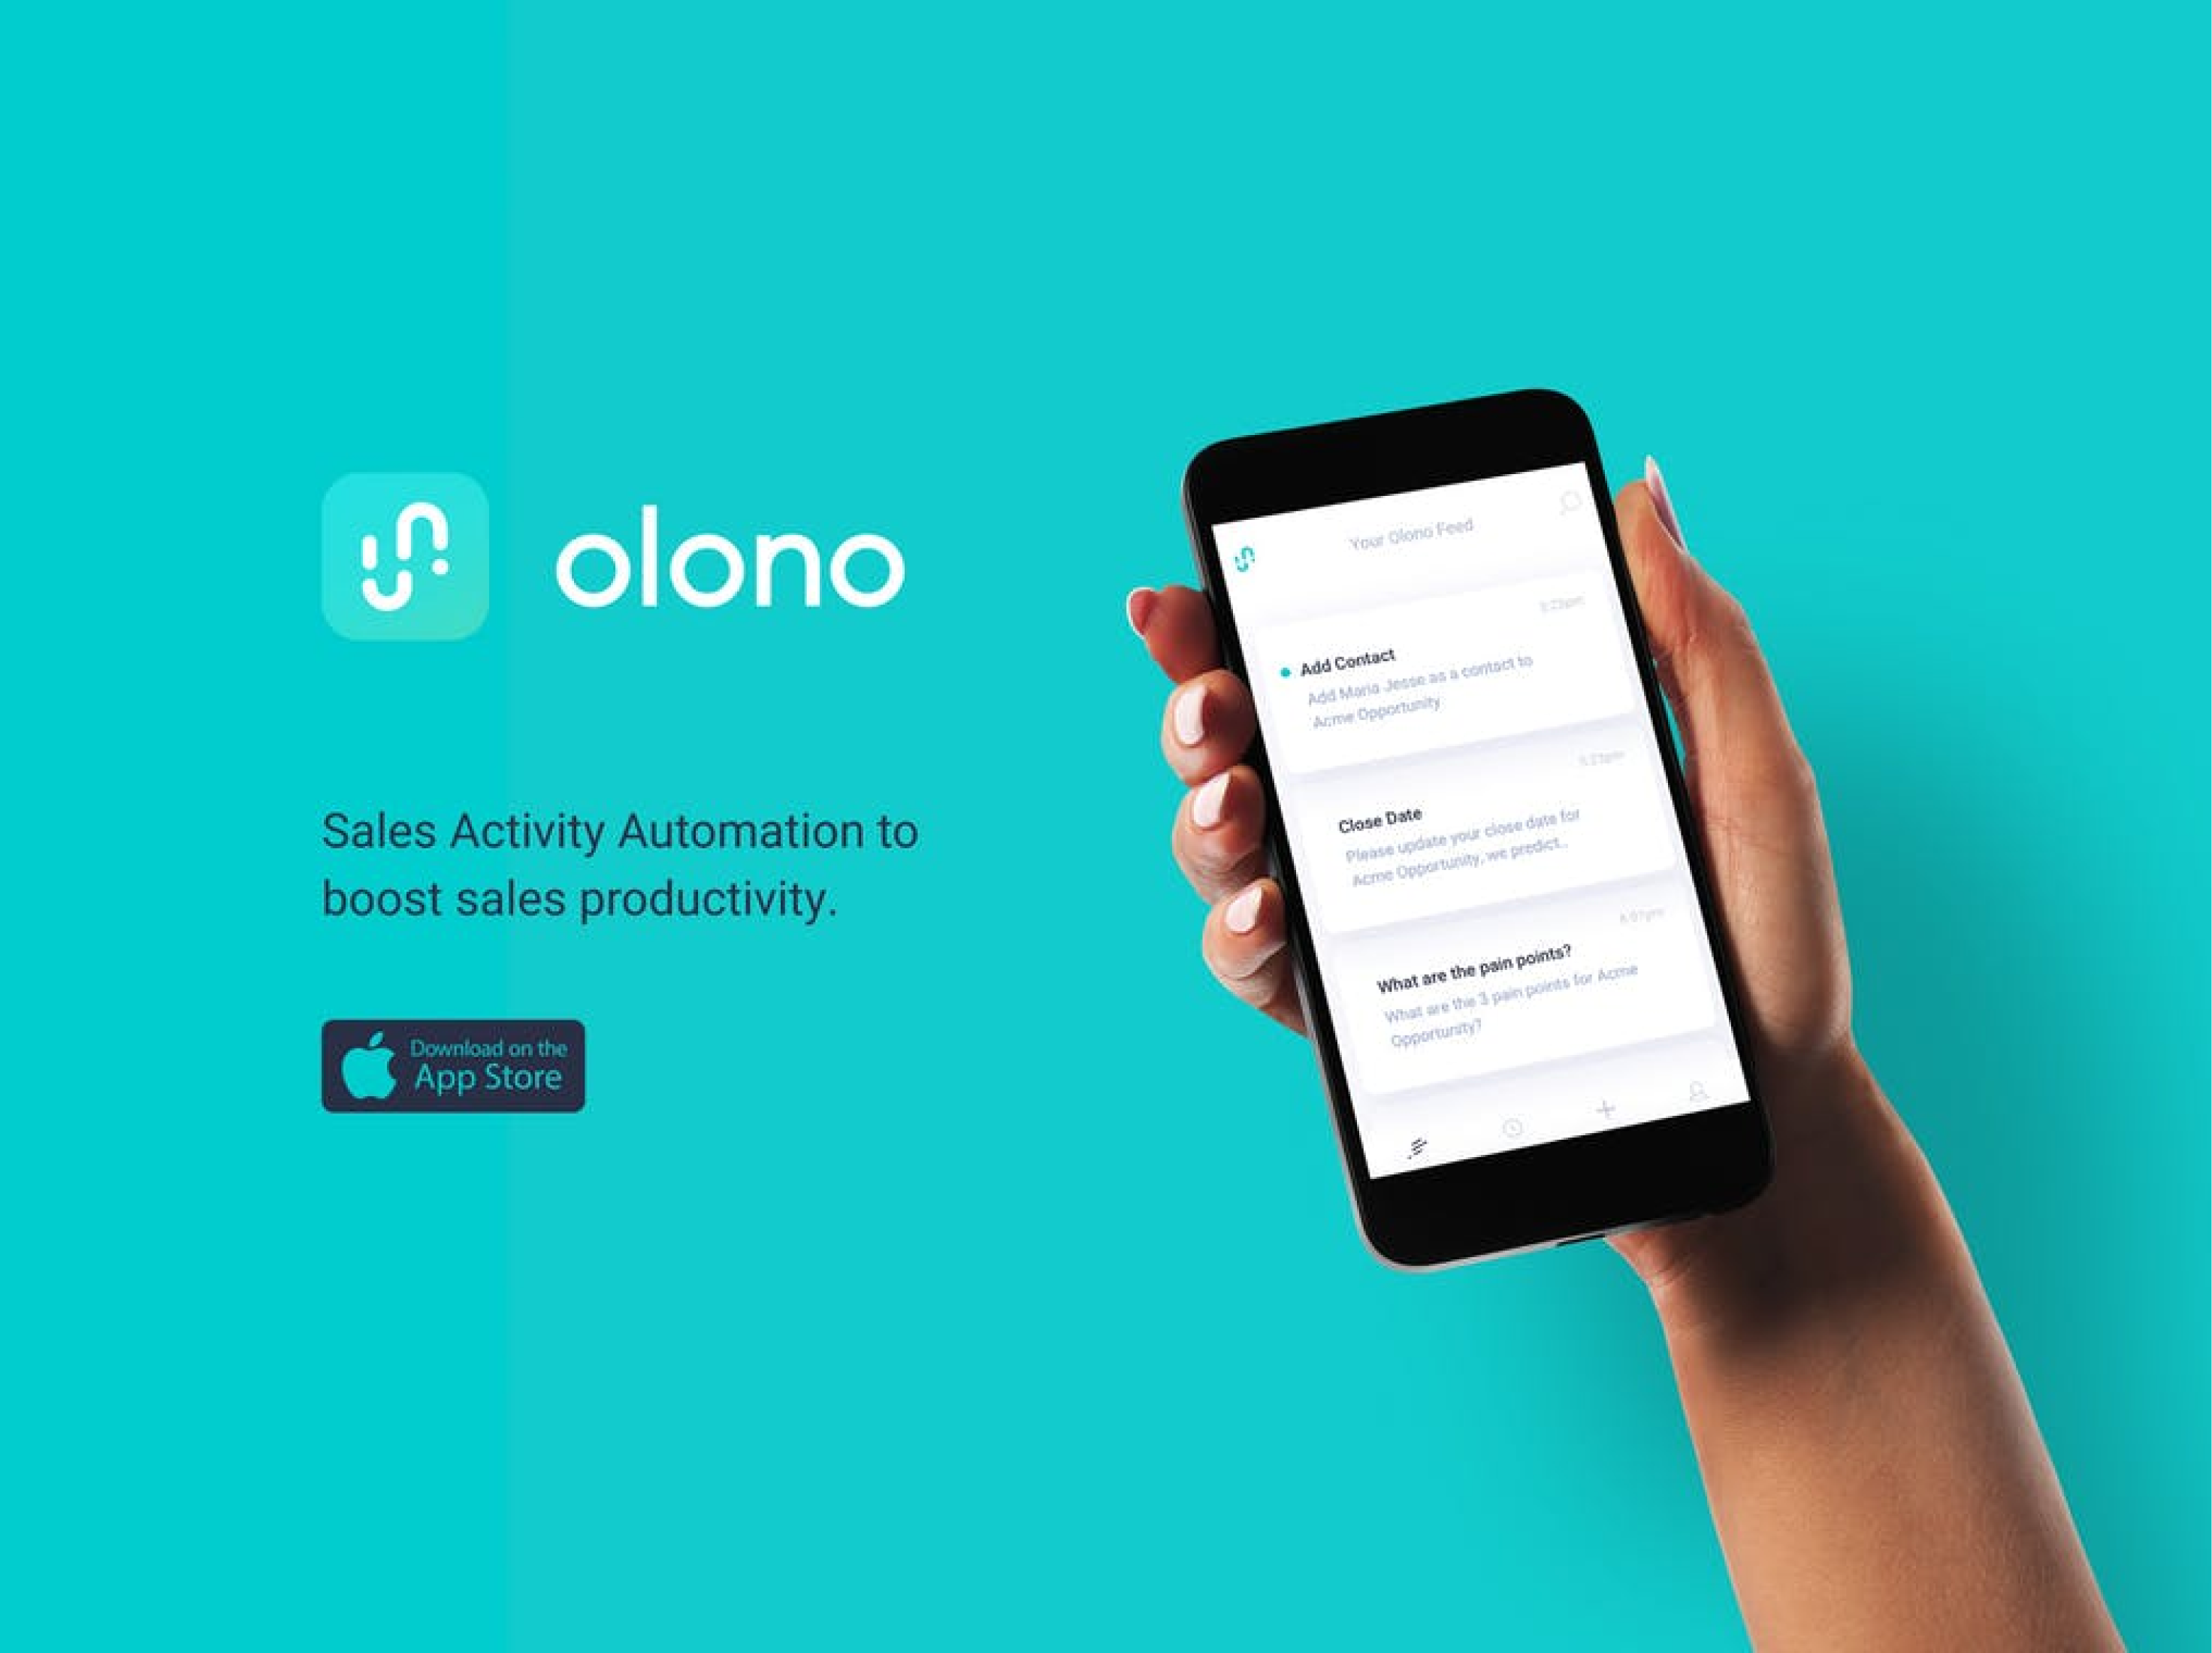 olono
Sales Activity Automation to
boost sales productivity.
Download on the
App Store
Your Olono Feed
Add Contact
Add Maria Jesse as a contact to
Acme Opportunity
Close Date
Please update your close date for
Acme Opportunity, we predict..
What are the pain points?
What are the 3 pain points for Acme
Opportunity?